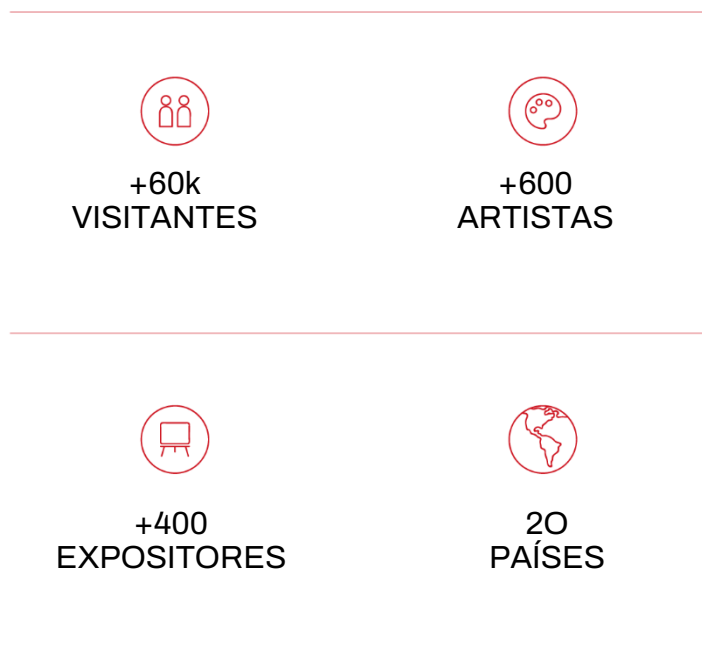 +60k
VISITANTES
+600
ARTISTAS
+400
EXPOSITORES
2O
PAÍSES